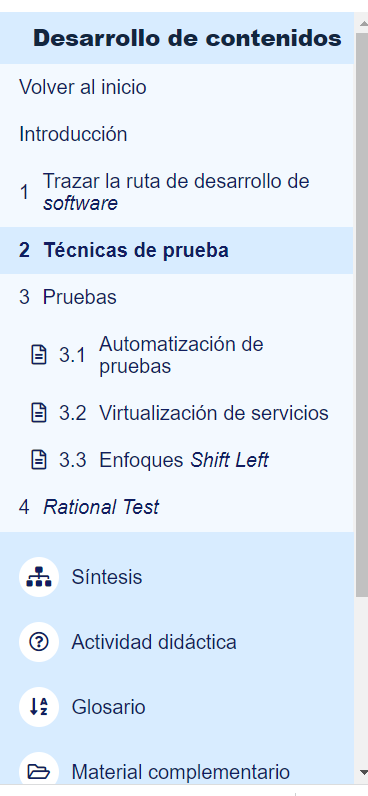 Desarrollo de contenidos
Volver al inicio
Introducción
1 Trazar la ruta de desarrollo de
software
2 Técnicas de prueba
3 Pruebas
3.1 Automatización de
pruebas
3.2 Virtualización de servicios
3.3 Enfoques Shift Left
4 Rational Test
Síntesis
Actividad didáctica
Glosario
Material complementario